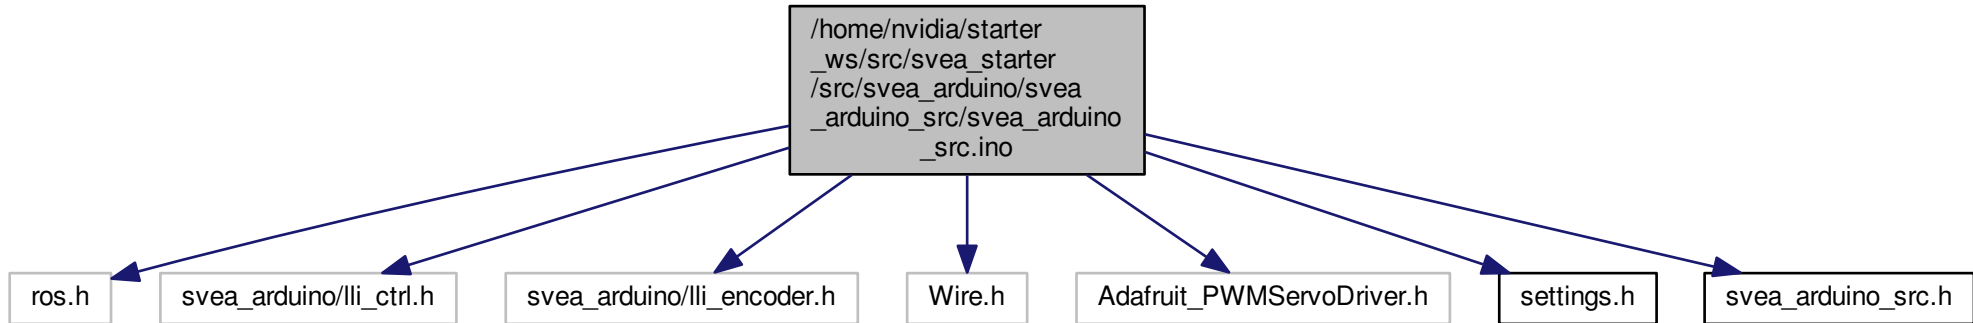 /home/nvidia/starter
_ws/src/svea_starter
/src/svea_arduino/svea
_arduino_src/svea_arduino
_src.ino
ros.h
svea_arduino/lli_ctrl.h
svea_arduino/lli_encoder.h
Wire.h
Adafruit_PWMServoDriver.h
settings.h
svea_arduino_src.h